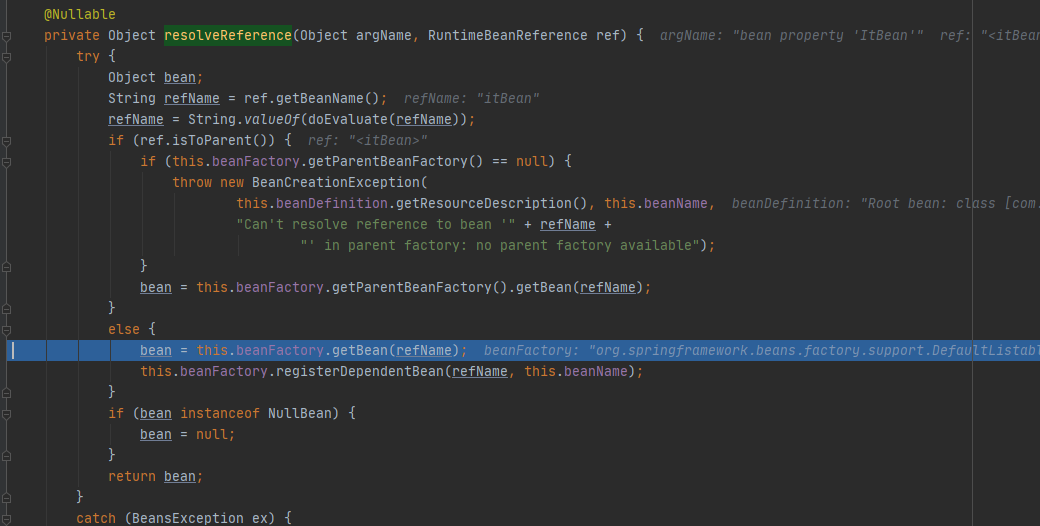 @Nullable
private Object resolveReference(Object argName, RuntimeBeanReference ref) {  argName: "bean property 'ItBean'"  ref: "<itBean
try {
Object bean;
String refName = ref.getBeanName();  refName: "itBean"
refName = String.valueOf(doEvaluate(refName));
if (ref.isToParent()) {  ref: "<itBean>"
if (this.beanFactory.getParentBeanFactory() == null) {
throw new BeanCreationException(
this.beanDefinition.getResourceDescription(), this.beanName,  beanDefinition: "Root bean: class [com.
"Can't resolve reference to bean '" + refName +
"' in parent factory: no parent factory available");
}
bean = this.beanFactory.getParentBeanFactory().getBean(refName);
}
else {
bean = this.beanFactory.getBean(refName);  beanFactory: "org.springframework.beans.factory.support.DefaultListabl
this.beanFactory.registerDependentBean(refName, this.beanName);
}
if (bean instanceof NullBean) {
bean = null;
}
return bean;
}
catch (BeansException ex) {